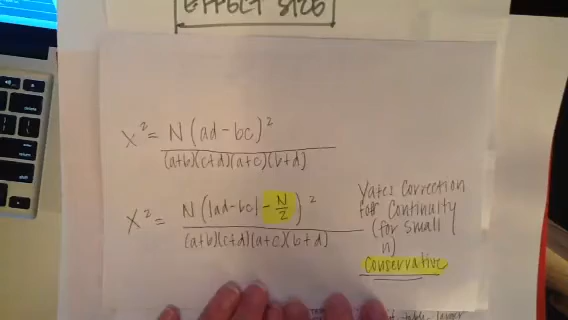 EFFECT SIZE
X² = N(ad-bc)²
(a+b)(c+d)(a+c)(b+d)
X² = N(|ad-bc| - N/2)²
(a+b)(c+d)(a+c)(b+d)
Yates Correction
for Continuity
(for small
n)
Conservative